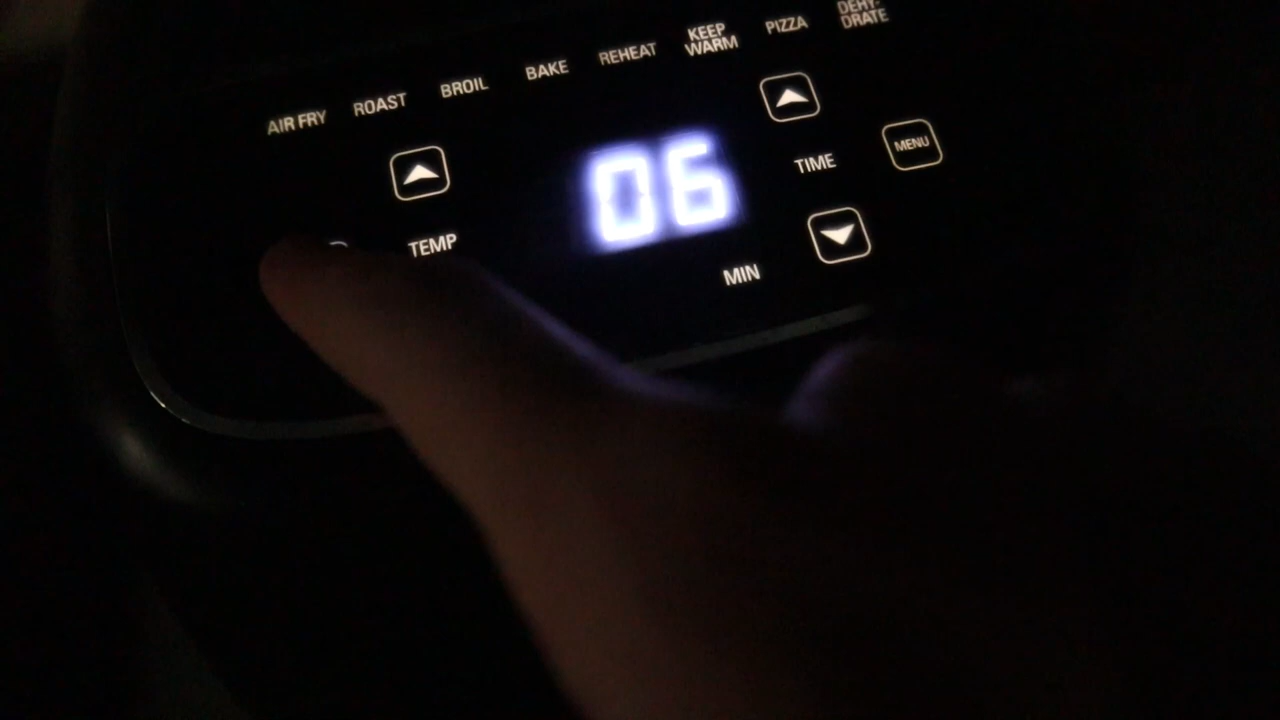 AIR FRY
ROAST
BROIL
BAKE
REHEAT
KEEP
WARM
PIZZA
DEHY-
DRATE
TEMP
06
MIN
TIME
MENU